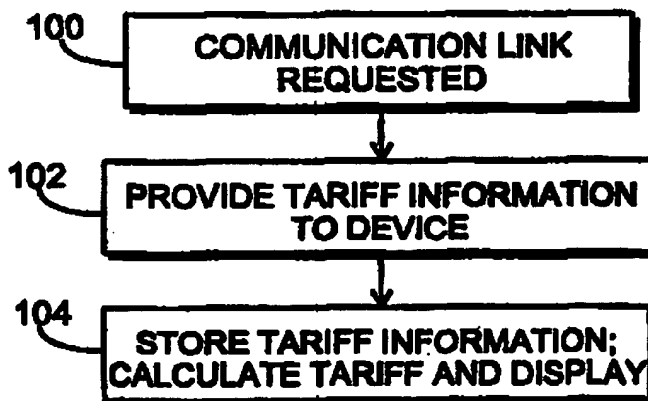 100
COMMUNICATION LINK
REQUESTED
102
PROVIDE TARIFF INFORMATION
TO DEVICE
104
STORE TARIFF INFORMATION;
CALCULATE TARIFF AND DISPLAY